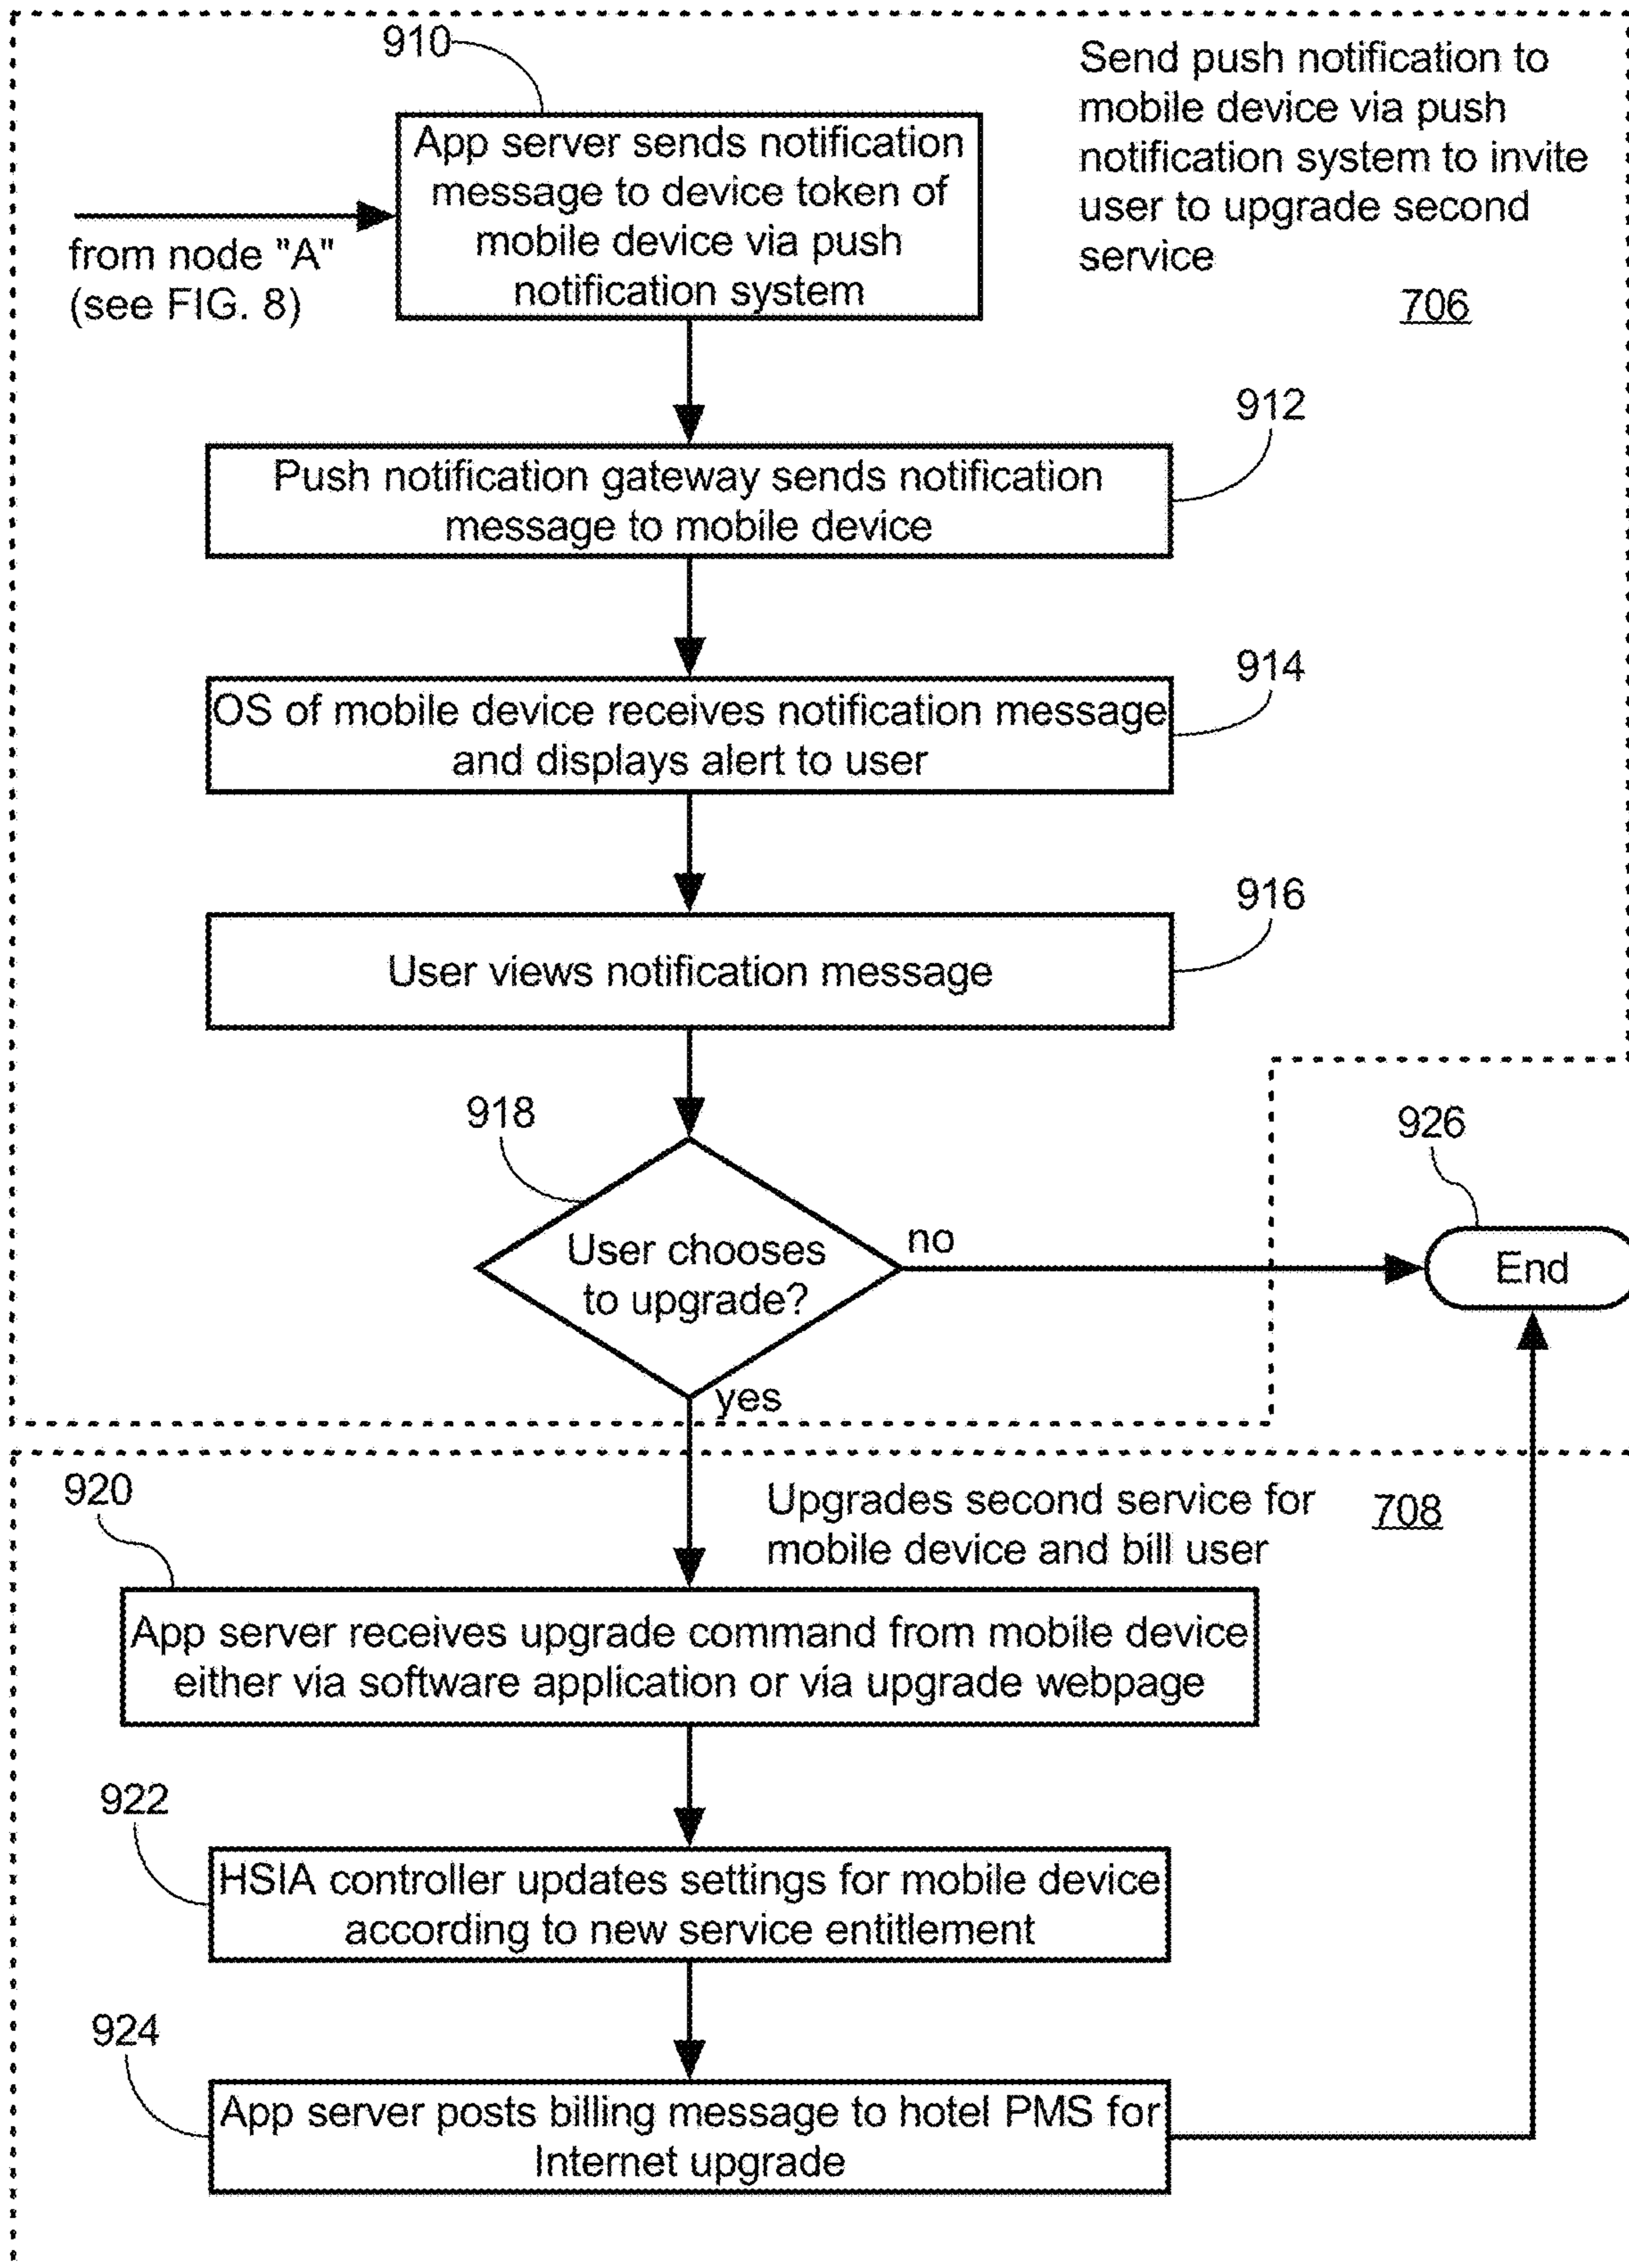 910
Send push notification to
mobile device via push
notification system to invite
user to upgrade second
service
706
App server sends notification
message to device token of
mobile device via push
notification system
from node "A"
(see FIG. 8)
912
Push notification gateway sends notification
message to mobile device
914
OS of mobile device receives notification message
and displays alert to user
916
User views notification message
918
User chooses
to upgrade?
no
926
End
yes
920
Upgrades second service for
mobile device and bill user
708
App server receives upgrade command from mobile device
either via software application or via upgrade webpage
922
HSIA controller updates settings for mobile device
according to new service entitlement
924
App server posts billing message to hotel PMS for
Internet upgrade